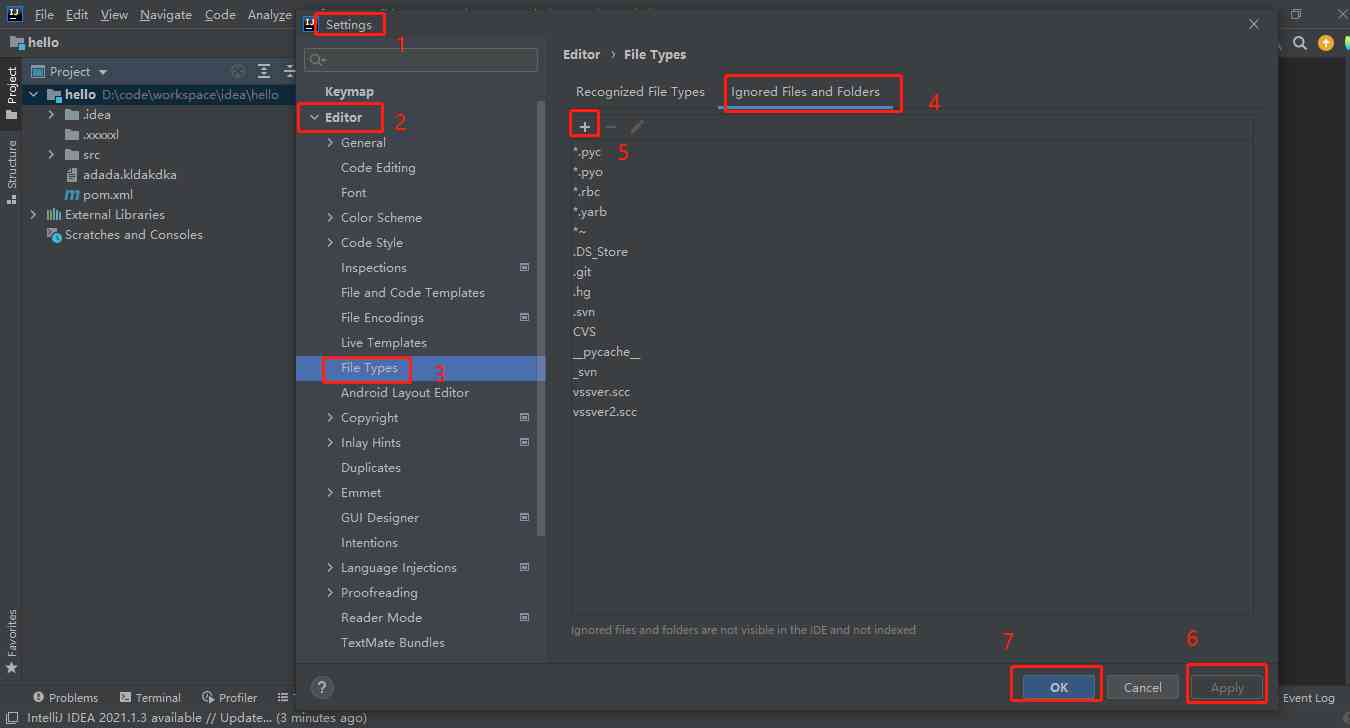 File Edit View Navigate Code Analyze
Settings
1
hello
Project
hello D:\code\workspace\idea\hello
.idea
.xxxxxl
src
adada.kldakdka
pom.xml
External Libraries
Scratches and Consoles
Project
Structure
Favorites
Keymap
Editor
2
General
Code Editing
Font
Color Scheme
Code Style
Inspections
File and Code Templates
File Encodings
Live Templates
File Types
3
Android Layout Editor
Copyright
Inlay Hints
Duplicates
Emmet
GUI Designer
Intentions
Language Injections
Proofreading
Reader Mode
TextMate Bundles
Editor › File Types
Recognized File Types
Ignored Files and Folders
4
+
5
*.pyc
*.pyo
*.rbc
*.yarb
*~
.DS_Store
.git
.hg
.svn
CVS
__pycache__
_svn
vssver.scc
vssver2.scc
Ignored files and folders are not visible in the IDE and not indexed
7
6
?
OK
Cancel
Apply
Problems
Terminal
Profiler
Event Log
IntelliJ IDEA 2021.1.3 available // Update... (3 minutes ago)